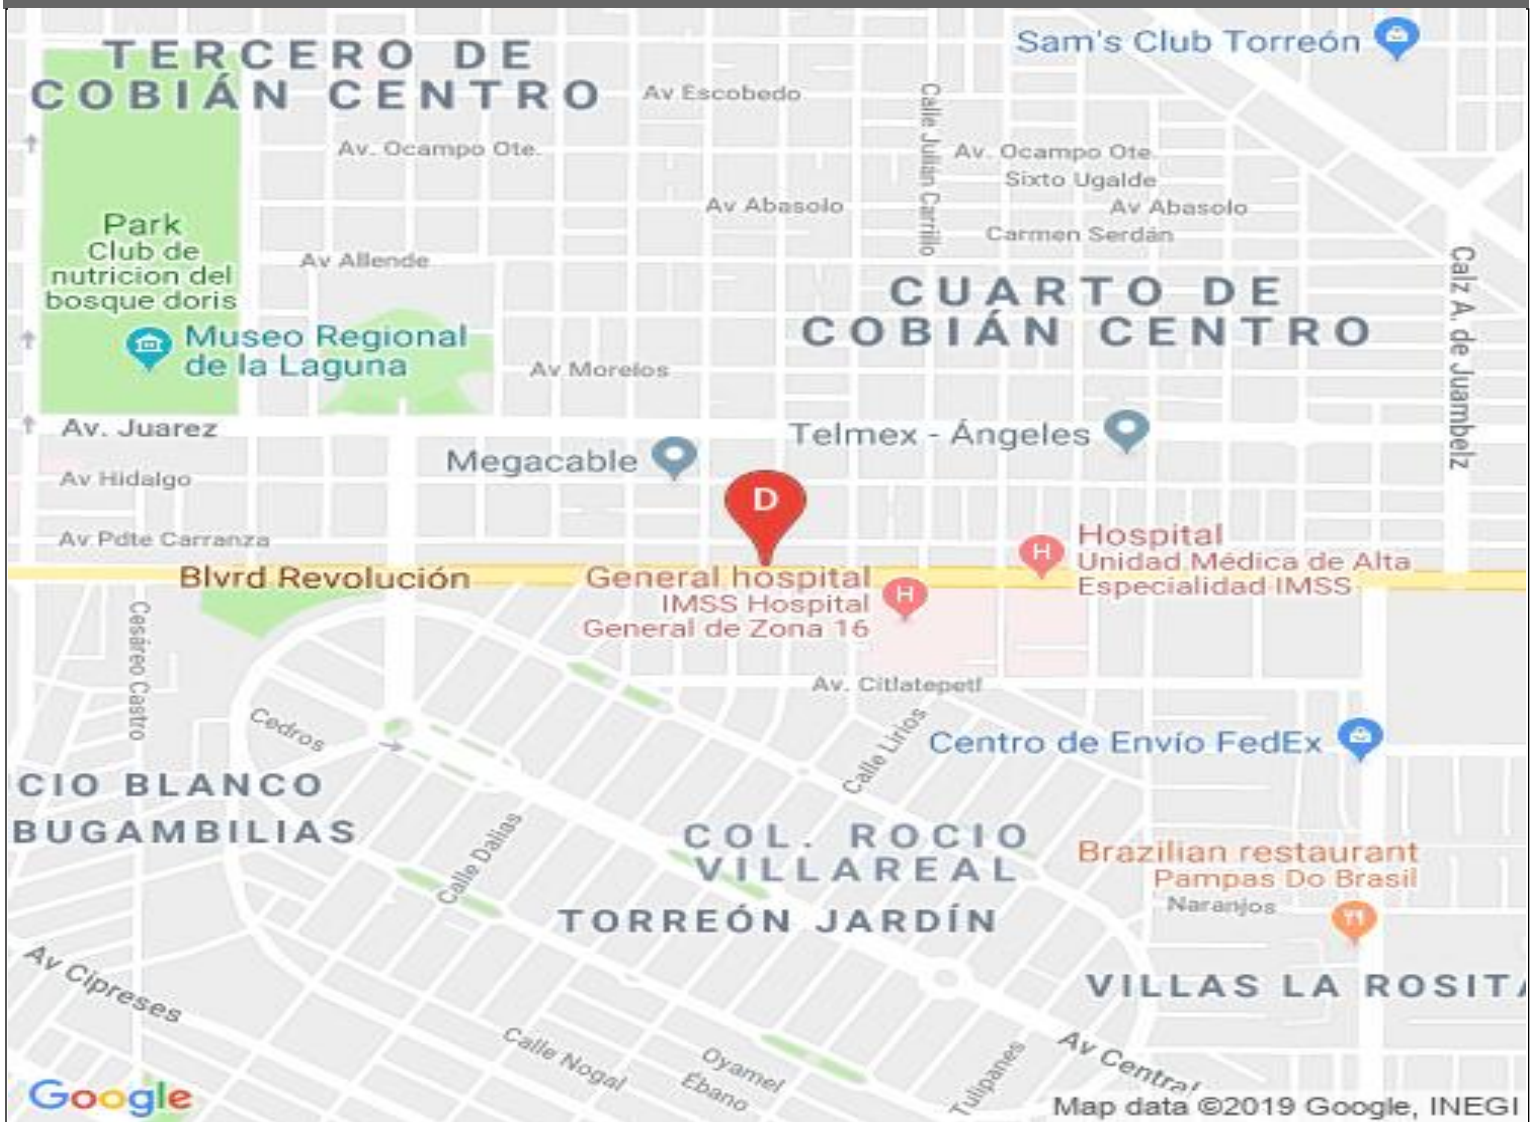 Sam's Club Torreón
TERCERO DE
COBIÁN CENTRO
Av Escobedo
Calle Julián Carrillo
Av. Ocampo Ote.
Av. Ocampo Ote.
Sixto Ugalde
Av Abasolo
Av Abasolo
Carmen Serdán
Park
Club de
nutricion del
bosque doris
Av Allende
Calz A. de Juambelz
CUARTO DE
COBIÁN CENTRO
Museo Regional
de la Laguna
Av Morelos
Av. Juarez
Telmex - Ángeles
Megacable
Av Hidalgo
D
Av Pdte Carranza
H
Hospital
Unidad Médica de Alta
Especialidad IMSS
Blvrd Revolución
General hospital
IMSS Hospital
General de Zona 16
H
Cesáreo Castro
Av. Citlatepetl
Cedros
Calle Lirios
Centro de Envío FedEx
CIO BLANCO
BUGAMBILIAS
Calle Dalias
COL. ROCIO
VILLAREAL
Brazilian restaurant
Pampas Do Brasil
Naranjos
TORREÓN JARDÍN
Av Cipreses
VILLAS LA ROSITA
Calle Nogal
Oyamel
Ébano
Tulipanes
Av Central
Google
Map data ©2019 Google, INEGI